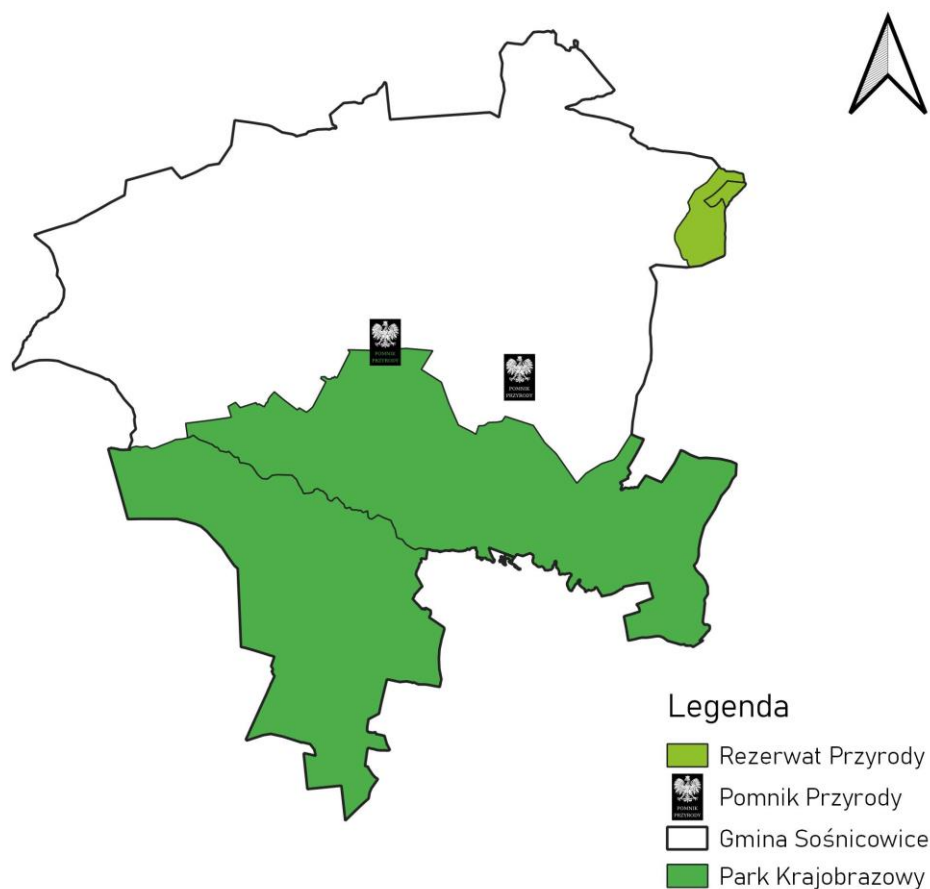 POMNIK
PRZYRODY
POMNIK
PRZYRODY
Legenda
Rezerwat Przyrody
POMNIK
PRZYRODY
Pomnik Przyrody
Gmina Sośnicowice
Park Krajobrazowy